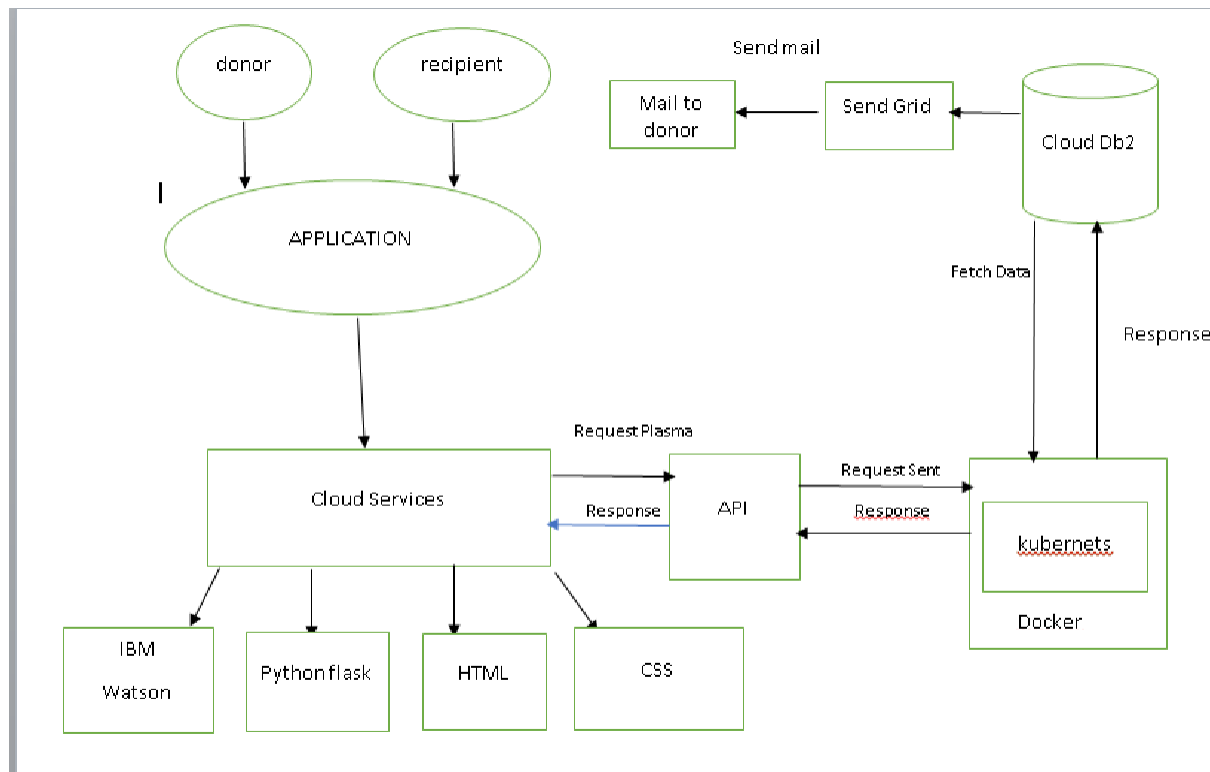 donor
recipient
Send mail
Mail to
donor
Send Grid
Cloud Db2
APPLICATION
Fetch Data
Response
Request Plasma
Cloud Services
Response
API
Request Sent
Response
kubernets
Docker
IBM
Watson
Python flask
HTML
CSS